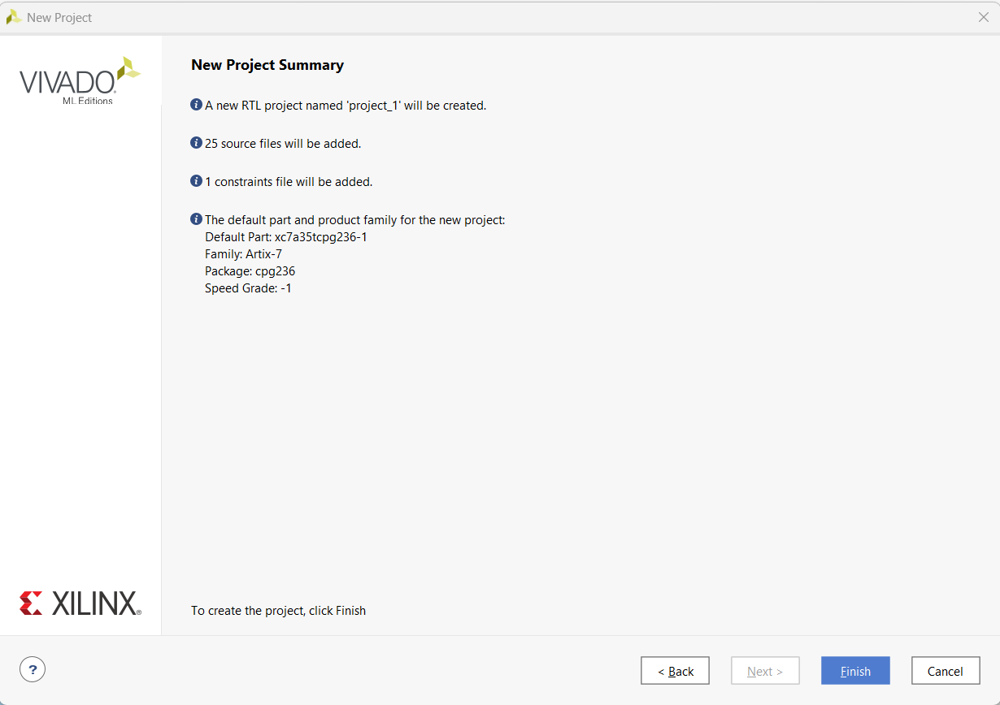 New Project
VIVADO.
ML Editions
New Project Summary
A new RTL project named 'project_1' will be created.
25 source files will be added.
1 constraints file will be added.
The default part and product family for the new project:
Default Part: xc7a35tcpg236-1
Family: Artix-7
Package: cpg236
Speed Grade: -1
XILINX®
To create the project, click Finish
?
< Back
Next >
Finish
Cancel